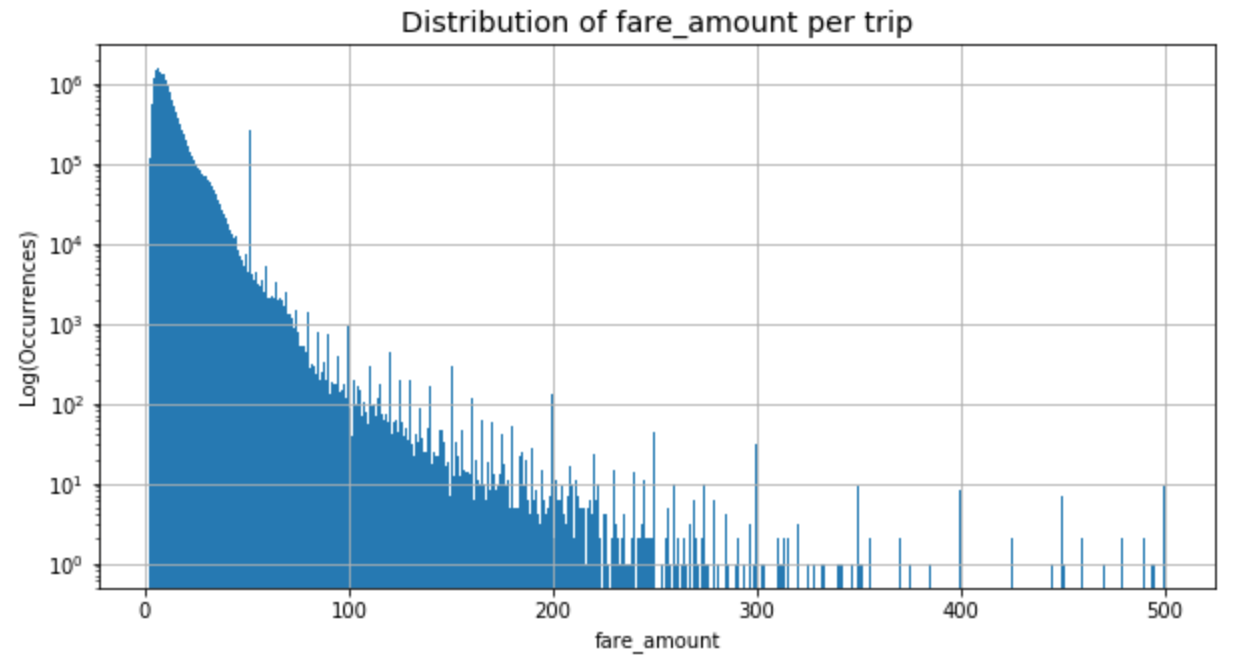 Distribution of fare_amount per trip
Log(Occurrences)
10⁶
10⁵
10⁴
10³
10²
10¹
10⁰
0 100 200 300 400 500
fare_amount